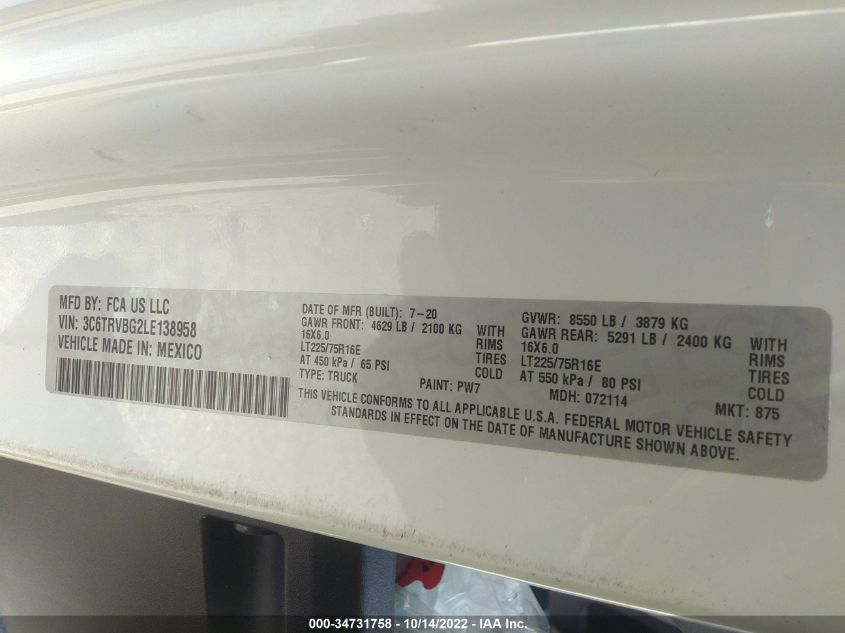 MFD BY: FCA US LLC
VIN: 3C6TRVBG2LE138958
VEHICLE MADE IN: MEXICO
DATE OF MFR (BUILT): 7-20
GAWR FRONT: 4629 LB / 2100 KG WITH
16X6.0 RIMS
LT225/75R16E TIRES
AT 450 kPa / 65 PSI COLD
TYPE: TRUCK PAINT: PW7
GVWR: 8550 LB / 3879 KG
GAWR REAR: 5291 LB / 2400 KG WITH
16X6.0 RIMS
LT225/75R16E TIRES
AT 550 kPa / 80 PSI COLD
MDH: 072114 MKT: 875
THIS VEHICLE CONFORMS TO ALL APPLICABLE U.S.A. FEDERAL MOTOR VEHICLE SAFETY
STANDARDS IN EFFECT ON THE DATE OF MANUFACTURE SHOWN ABOVE.
000-34731758 - 10/14/2022 - IAA Inc.